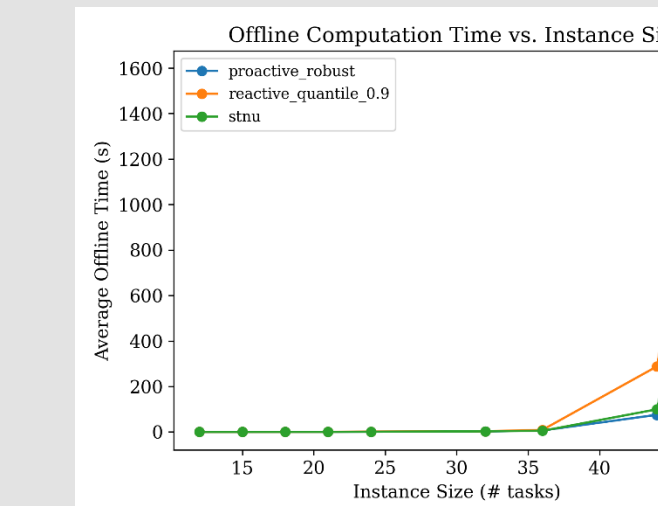 Offline Computation Time vs. Instance Si
1600
1400
1200
1000
800
600
400
200
0
proactive_robust
reactive_quantile_0.9
stnu
Average Offline Time (s)
15 20 25 30 35 40
Instance Size (# tasks)